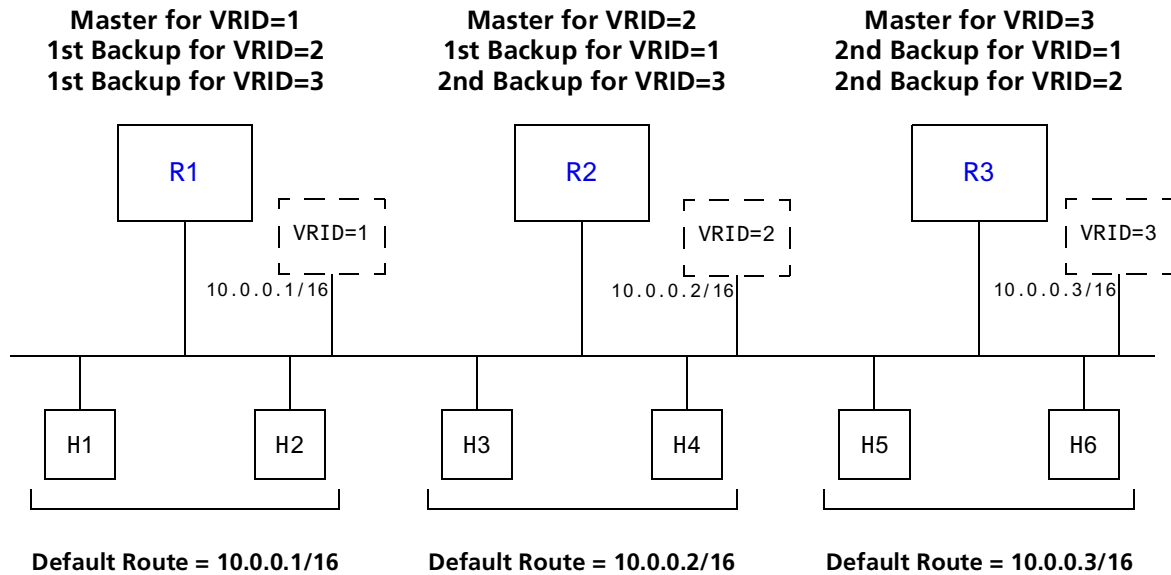 Master for VRID=1
1st Backup for VRID=2
1st Backup for VRID=3
Master for VRID=2
1st Backup for VRID=1
2nd Backup for VRID=3
Master for VRID=3
2nd Backup for VRID=1
2nd Backup for VRID=2
R1
R2
R3
VRID=1
VRID=2
VRID=3
10.0.0.1/16
10.0.0.2/16
10.0.0.3/16
H1
H2
H3
H4
H5
H6
Default Route = 10.0.0.1/16
Default Route = 10.0.0.2/16
Default Route = 10.0.0.3/16